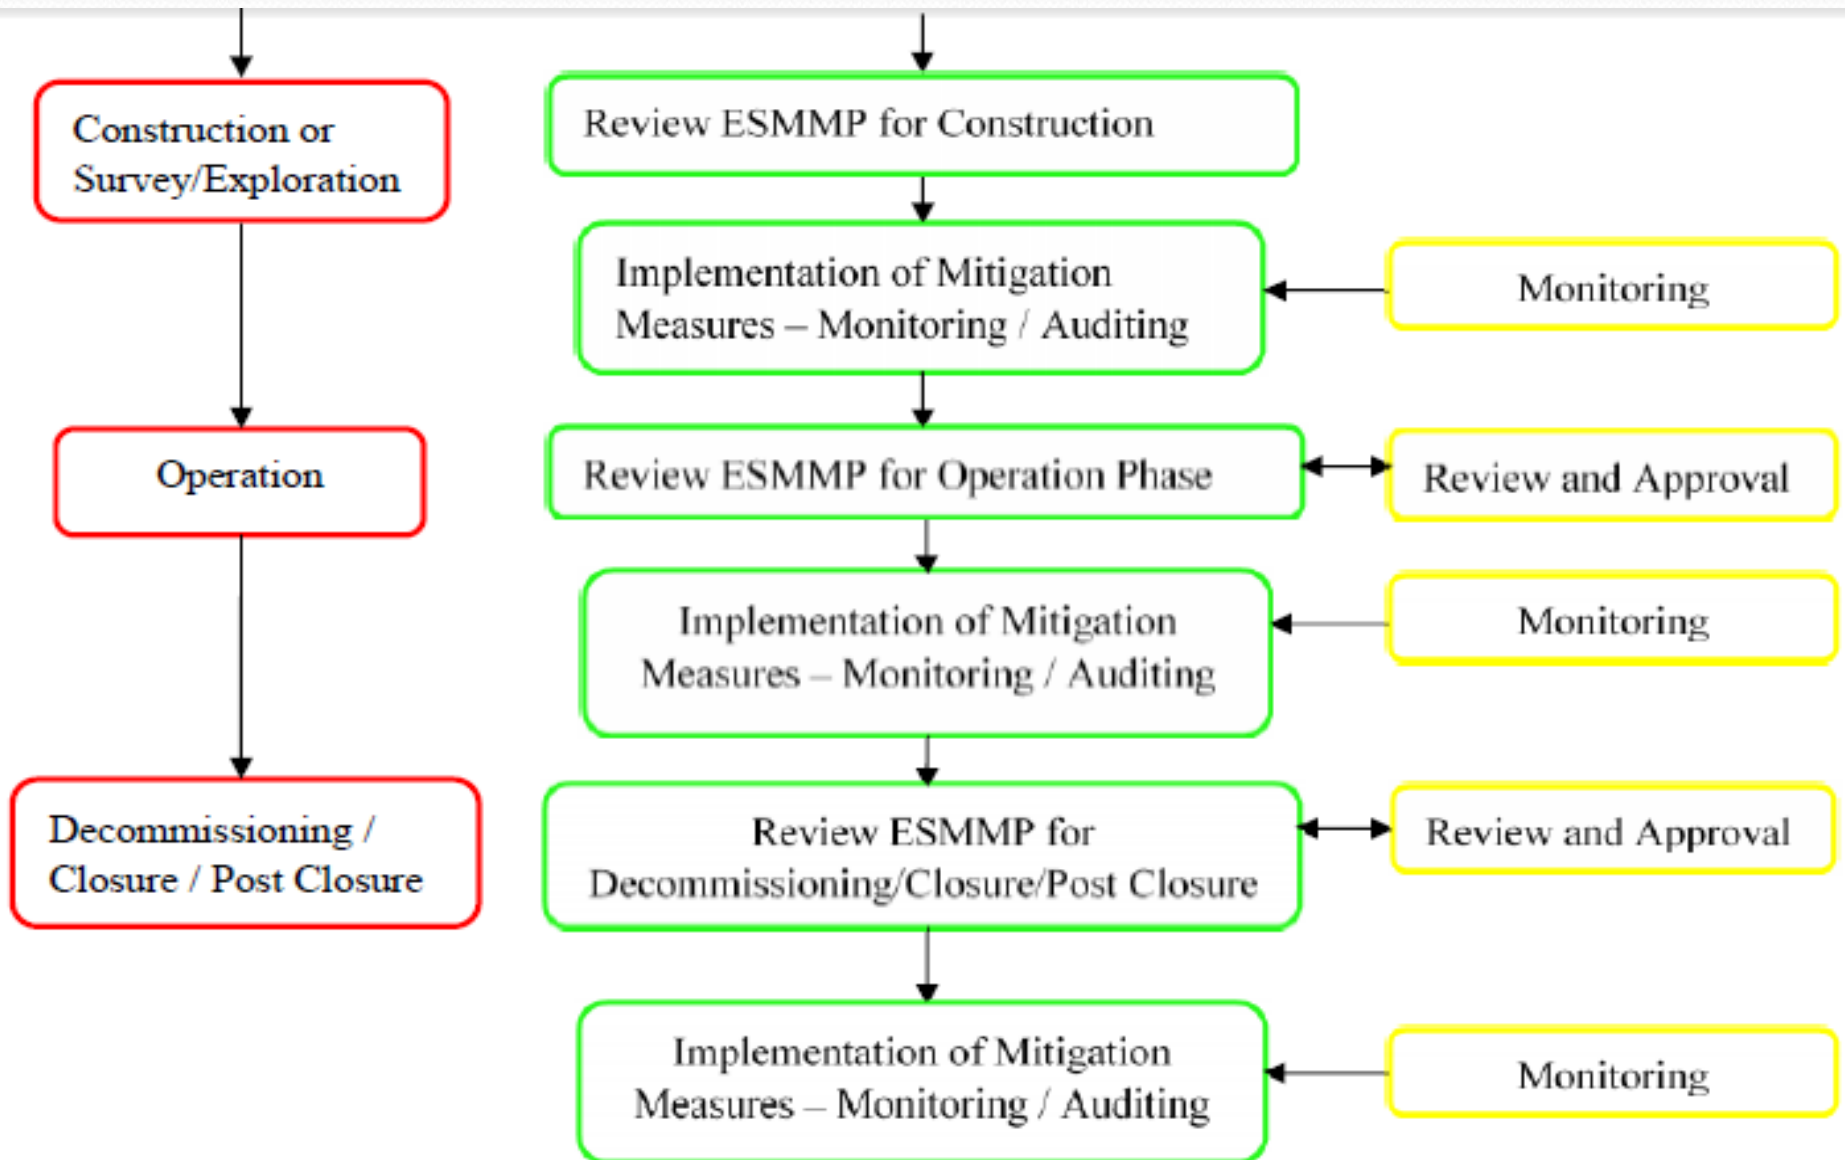 Construction or
Survey/Exploration
Review ESMMP for Construction
Implementation of Mitigation
Measures – Monitoring / Auditing
Monitoring
Operation
Review ESMMP for Operation Phase
Review and Approval
Implementation of Mitigation
Measures – Monitoring / Auditing
Monitoring
Decommissioning /
Closure / Post Closure
Review ESMMP for
Decommissioning/Closure/Post Closure
Review and Approval
Implementation of Mitigation
Measures – Monitoring / Auditing
Monitoring